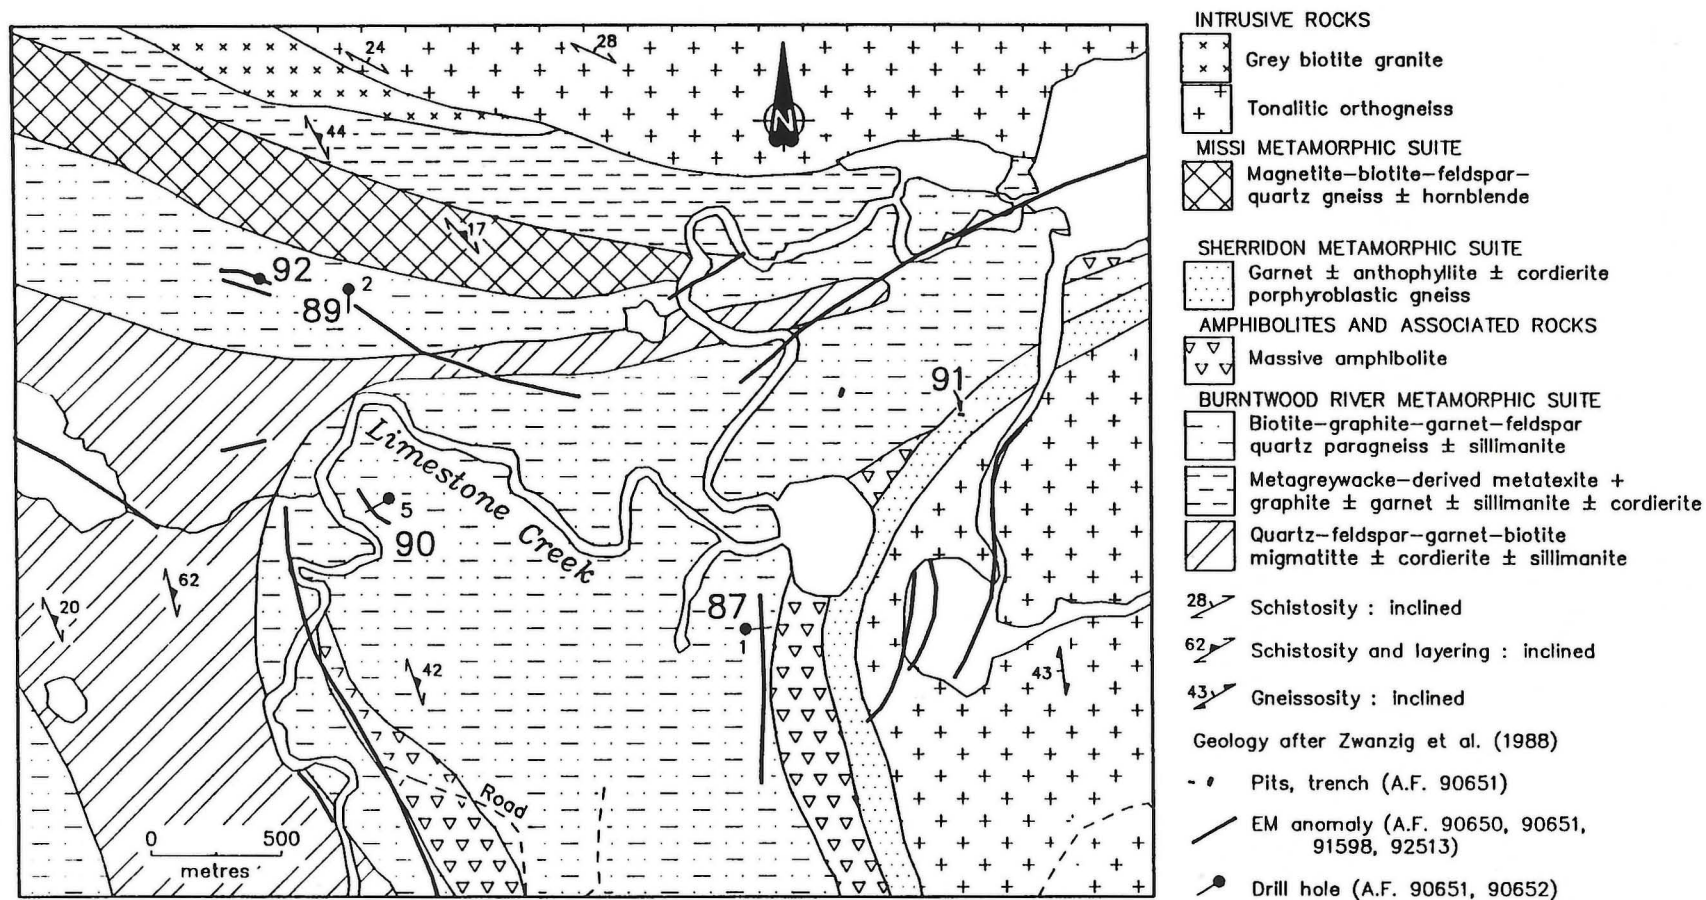 24
28
44
N
17
92
2
89
91
Limestone
Creek
5
90
62
20
87
1
42
43
Road
0 500
metres
INTRUSIVE ROCKS
Grey biotite granite
Tonalitic orthogneiss
MISSI METAMORPHIC SUITE
Magnetite-biotite-feldspar-
quartz gneiss ± hornblende
SHERRIDON METAMORPHIC SUITE
Garnet ± anthophyllite ± cordierite
porphyroblastic gneiss
AMPHIBOLITES AND ASSOCIATED ROCKS
Massive amphibolite
BURNTWOOD RIVER METAMORPHIC SUITE
Biotite-graphite-garnet-feldspar
quartz paragneiss ± sillimanite
Metagreywacke-derived metatexite +
graphite ± garnet ± sillimanite ± cordierite
Quartz-feldspar-garnet-biotite
migmatitte ± cordierite ± sillimanite
28 Schistosity : inclined
62 Schistosity and layering : inclined
43 Gneissosity : inclined
Geology after Zwanzig et al. (1988)
Pits, trench (A.F. 90651)
EM anomaly (A.F. 90650, 90651,
91598, 92513)
Drill hole (A.F. 90651, 90652)